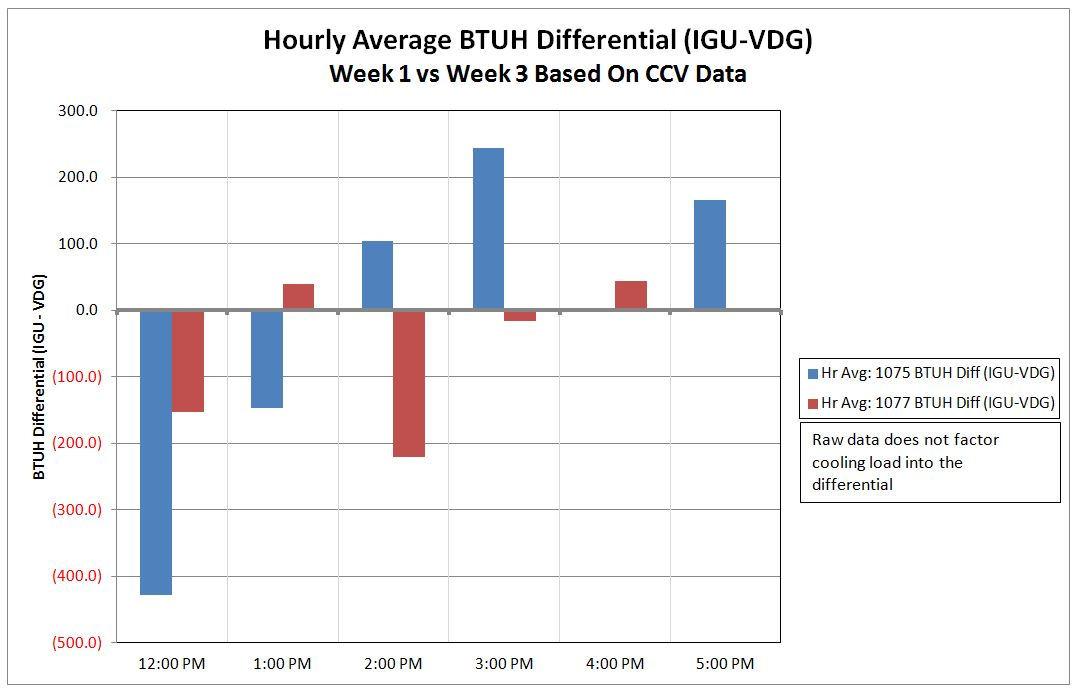 Hourly Average BTUH Differential (IGU-VDG)
Week 1 vs Week 3 Based On CCV Data
BTUH Differential (IGU - VDG)
300.0
200.0
100.0
0.0
(100.0)
(200.0)
(300.0)
(400.0)
(500.0)
12:00 PM 1:00 PM 2:00 PM 3:00 PM 4:00 PM 5:00 PM
Hr Avg: 1075 BTUH Diff (IGU-VDG)
Hr Avg: 1077 BTUH Diff (IGU-VDG)
Raw data does not factor
cooling load into the
differential